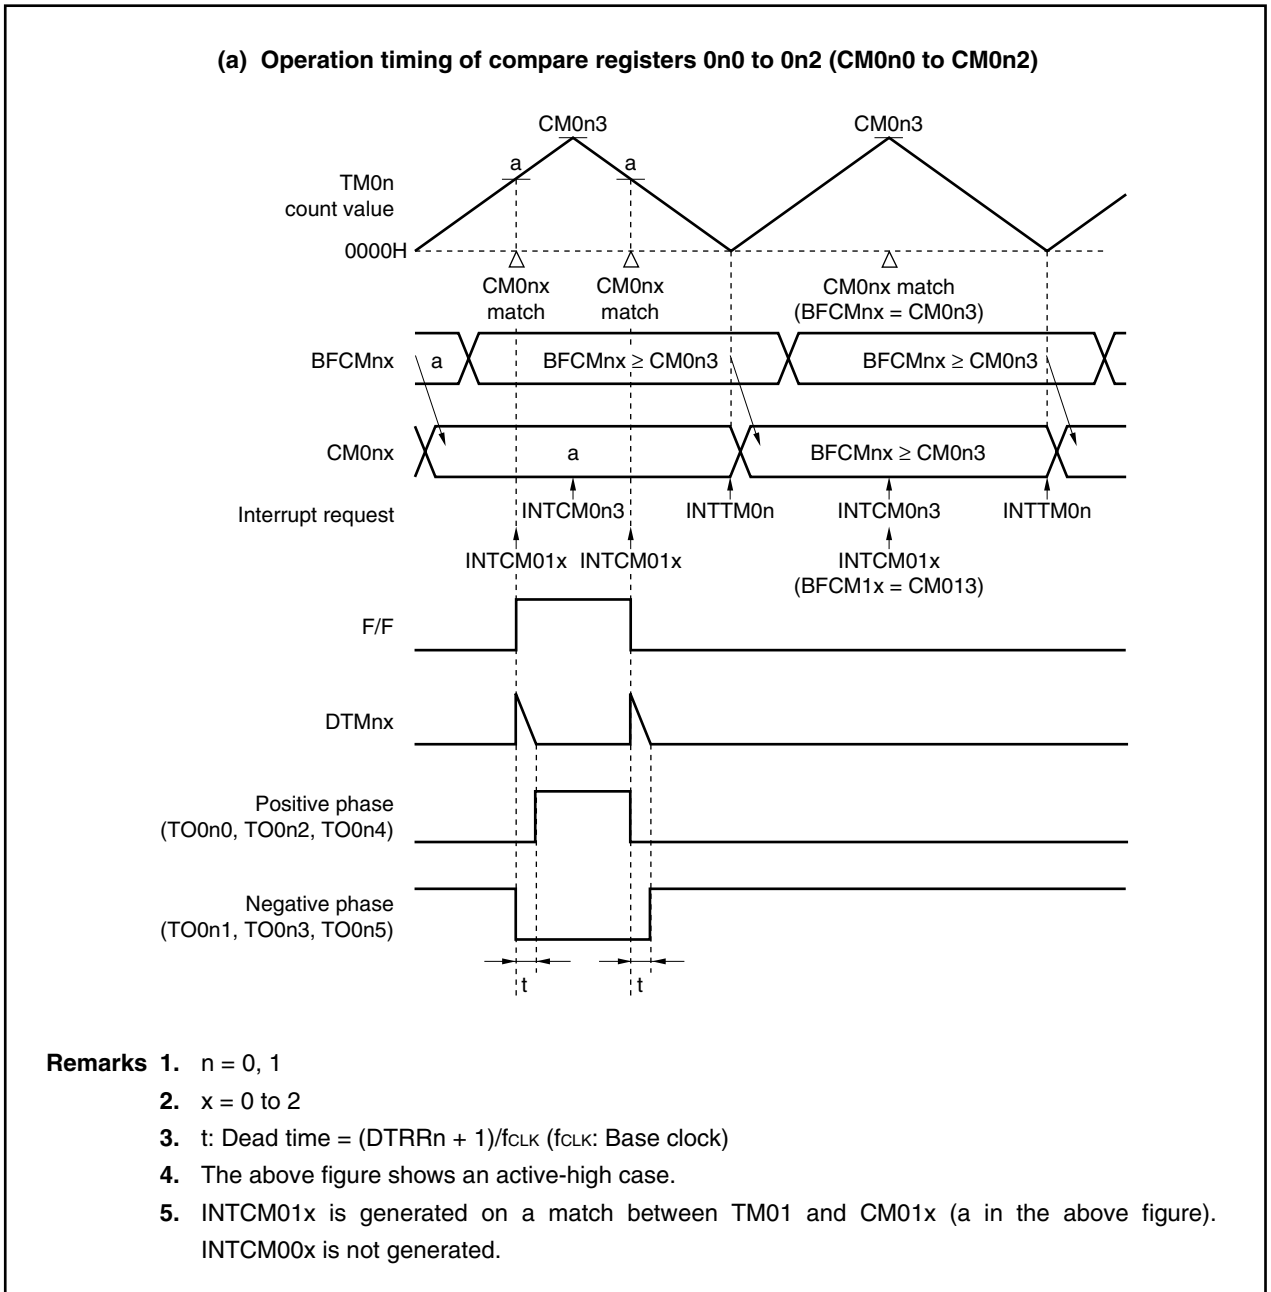 (a) Operation timing of compare registers 0n0 to 0n2 (CM0n0 to CM0n2)
CM0n3 CM0n3
a a
TM0n
count value
0000H
CM0nx
match
CM0nx
match
CM0nx match
(BFCMnx = CM0n3)
BFCMnx a BFCMnx ≥ CM0n3 BFCMnx ≥ CM0n3
CM0nx a BFCMnx ≥ CM0n3
Interrupt request INTCM0n3 INTTM0n INTCM0n3 INTTM0n
INTCM01x INTCM01x INTCM01x
(BFCM1x = CM013)
F/F
DTMnx
Positive phase
(TO0n0, TO0n2, TO0n4)
Negative phase
(TO0n1, TO0n3, TO0n5)
t t
Remarks 1. n = 0, 1
2. x = 0 to 2
3. t: Dead time = (DTRRn + 1)/fCLK (fCLK: Base clock)
4. The above figure shows an active-high case.
5. INTCM01x is generated on a match between TM01 and CM01x (a in the above figure).
INTCM00x is not generated.